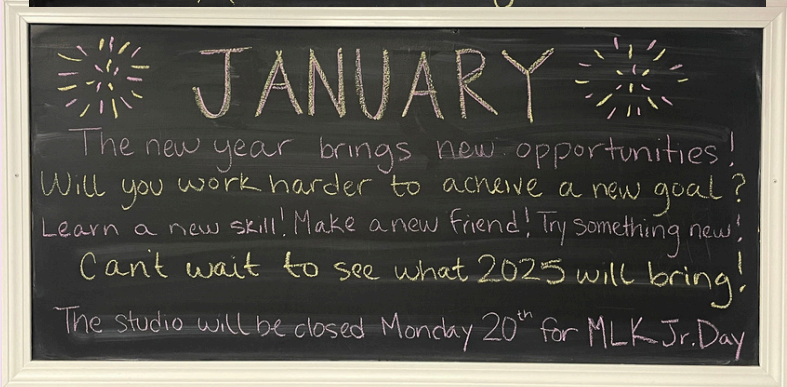 JANUARY
The new year brings new opportunities!
Will you work harder to acheive a new goal?
Learn a new skill! Make a new friend! Try something new!
Can't wait to see what 2025 will bring!
The studio will be closed Monday 20th for MLK Jr. Day